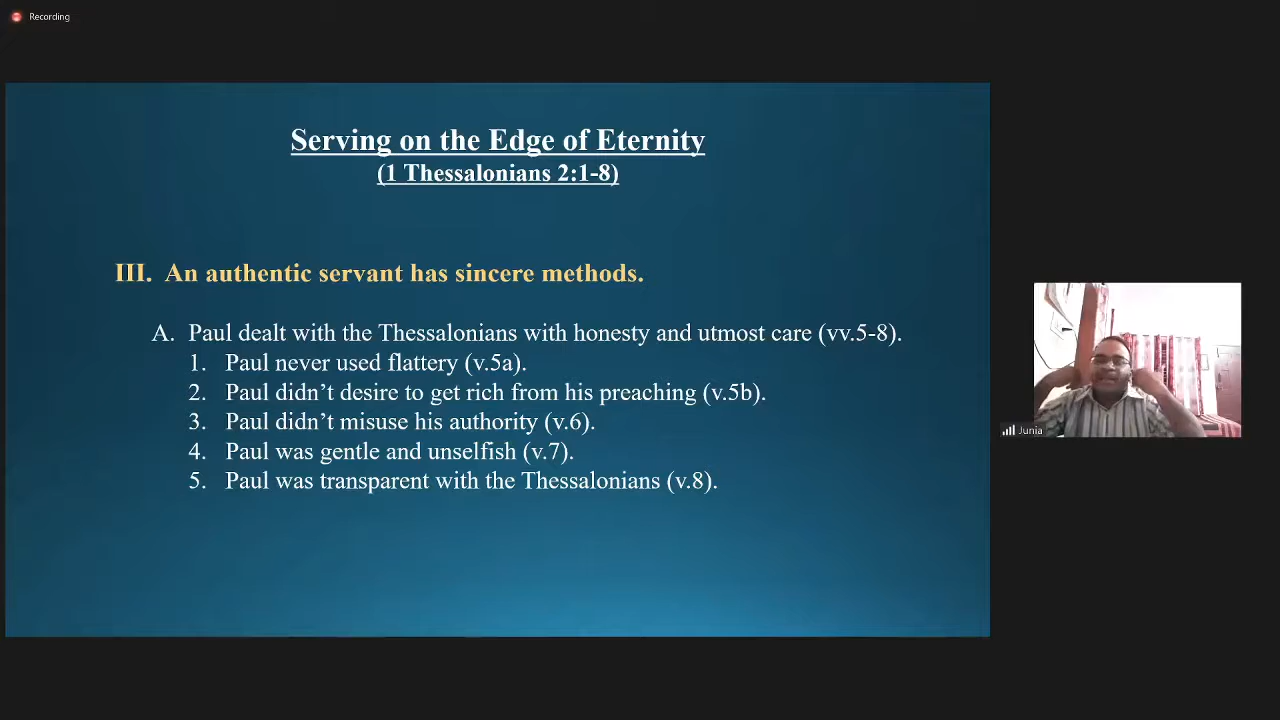 Recording
Serving on the Edge of Eternity
(1 Thessalonians 2:1-8)
III. An authentic servant has sincere methods.
A. Paul dealt with the Thessalonians with honesty and utmost care (vv.5-8).
1. Paul never used flattery (v.5a).
2. Paul didn’t desire to get rich from his preaching (v.5b).
3. Paul didn’t misuse his authority (v.6).
4. Paul was gentle and unselfish (v.7).
5. Paul was transparent with the Thessalonians (v.8).
Junia